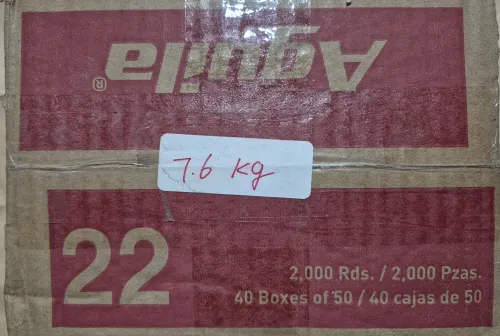 Aguila®
7.6 kg
22
2,000 Rds. / 2,000 Pzas.
40 Boxes of 50 / 40 cajas de 50